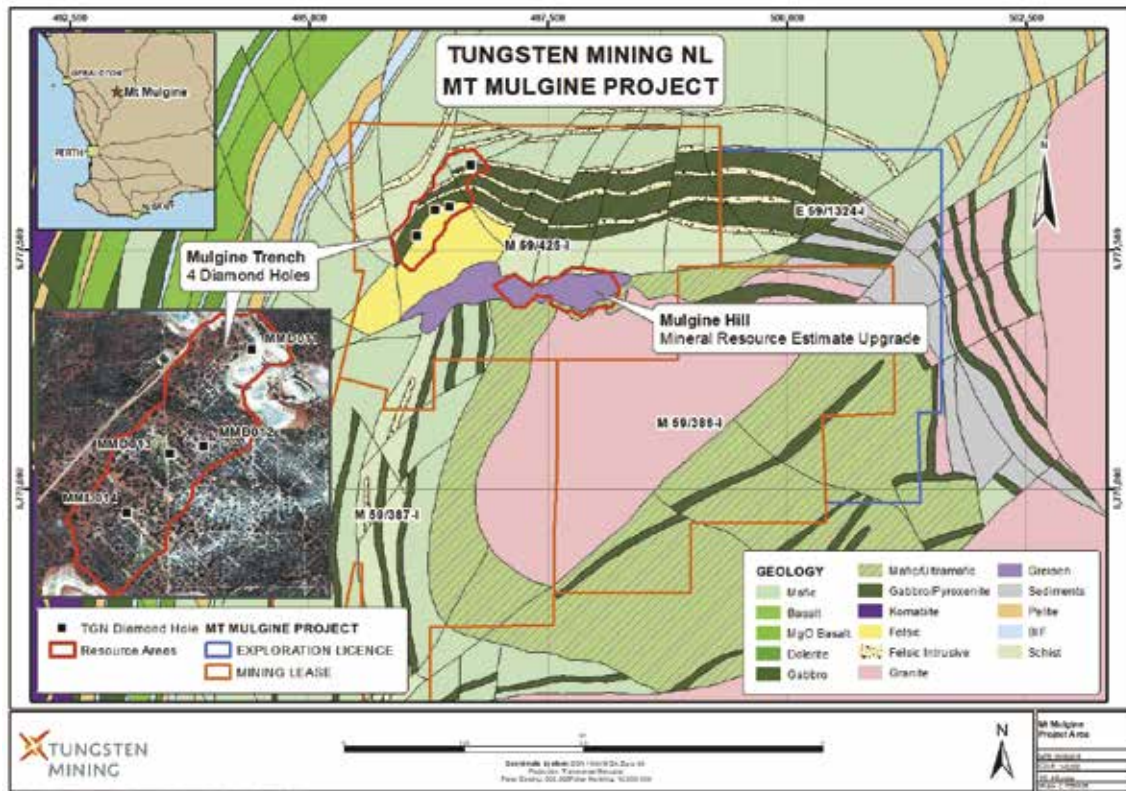 492,500
495,000
497,500
500,000
502,500
TUNGSTEN MINING NL
MT MULGINE PROJECT
GERALDTON
Mt Mulgine
PERTH
ALBANY
N
E 59/1324-I
M 59/425-I
Mulgine Trench
4 Diamond Holes
Mulgine Hill
Mineral Resource Estimate Upgrade
MMD011
MMD012
MMD013
MMD014
M 59/386-I
M 59/387-I
TGN Diamond Hole
Resource Areas
MT MULGINE PROJECT
EXPLORATION LICENCE
MINING LEASE
GEOLOGY
Mafic
Basalt
MgO Basalt
Dolerite
Gabbro
Mafic/Ultramafic
Gabbro/Pyroxenite
Komatiite
Felsic
Felsic Intrusive
Granite
Greisen
Sediments
Pelite
BIF
Schist
TUNGSTEN
MINING
N
Mt Mulgine
Project Area